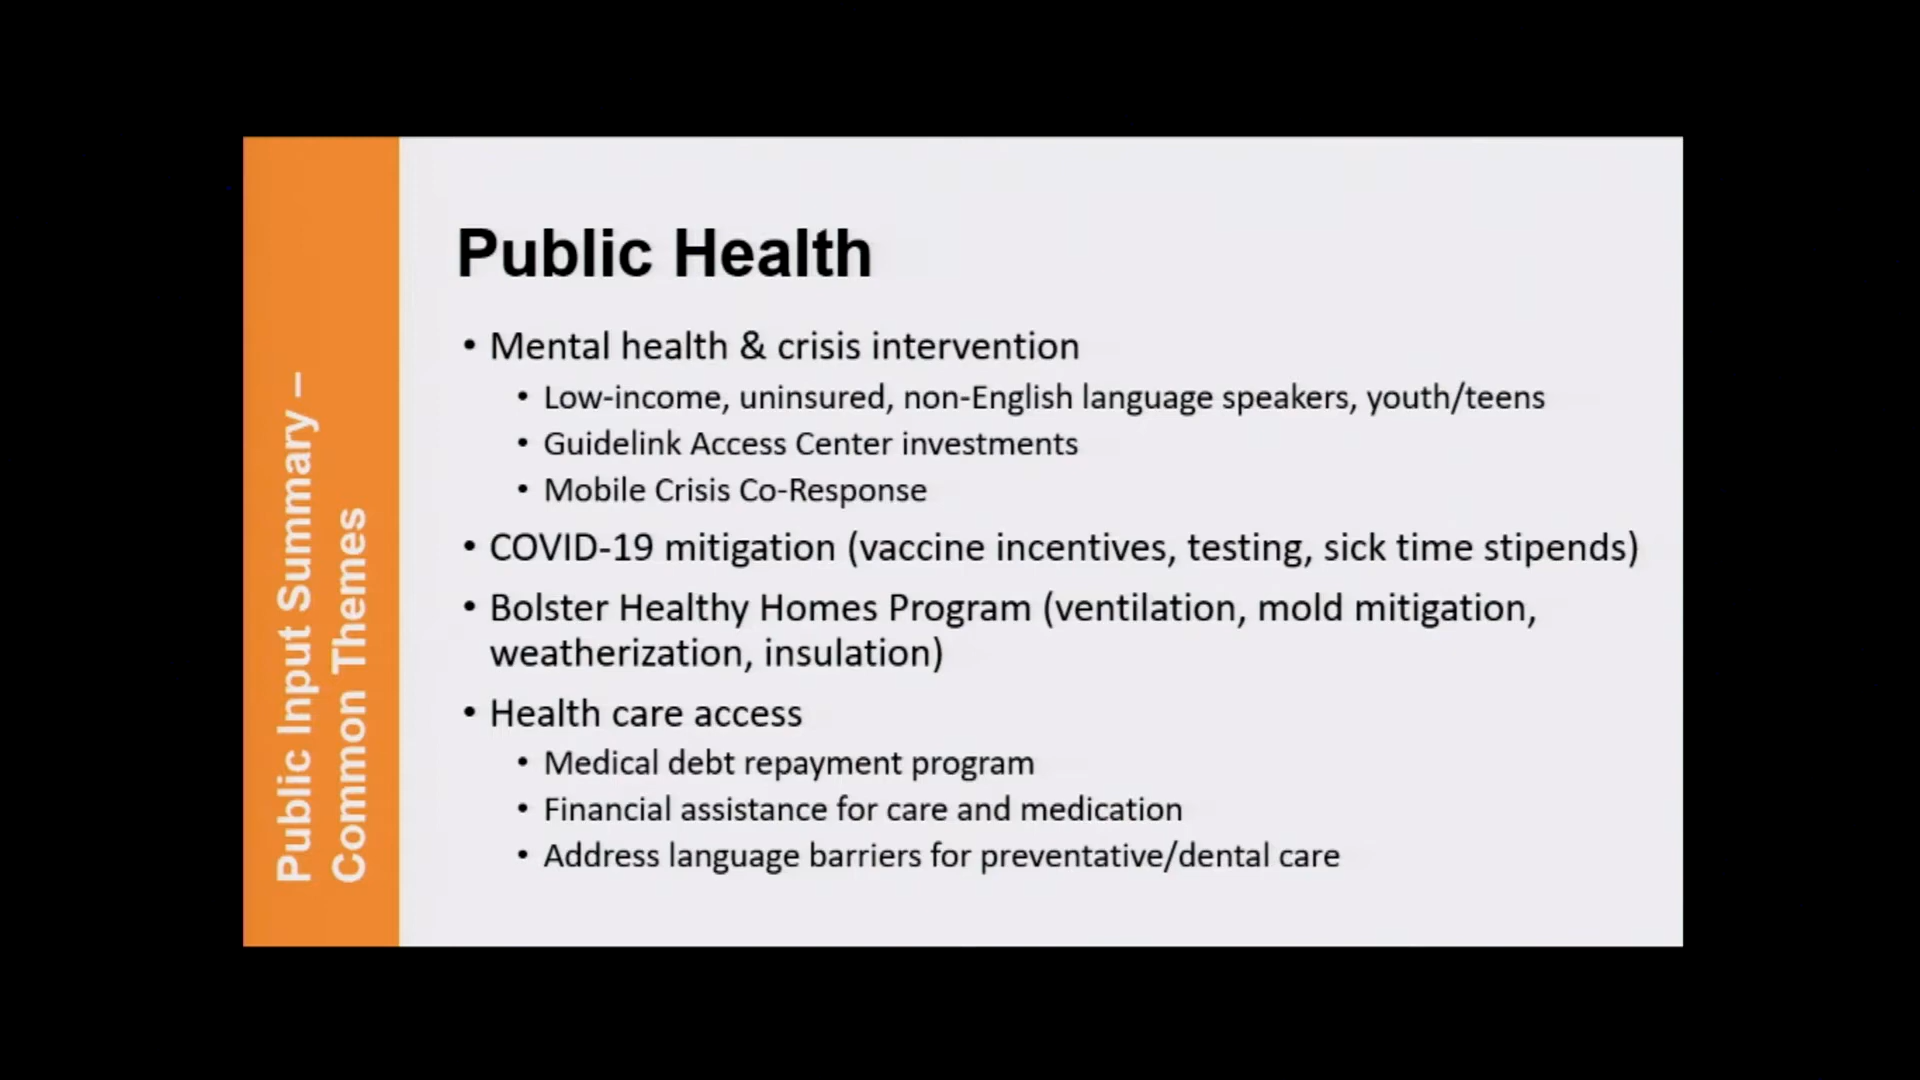 Public Input Summary –
Common Themes
Public Health
• Mental health & crisis intervention
• Low-income, uninsured, non-English language speakers, youth/teens
• Guidelink Access Center investments
• Mobile Crisis Co-Response
• COVID-19 mitigation (vaccine incentives, testing, sick time stipends)
• Bolster Healthy Homes Program (ventilation, mold mitigation,
weatherization, insulation)
• Health care access
• Medical debt repayment program
• Financial assistance for care and medication
• Address language barriers for preventative/dental care